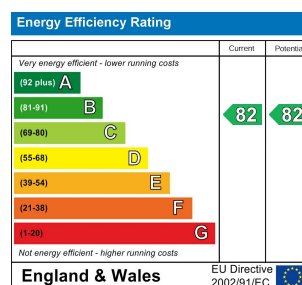 Energy Efficiency Rating
Current Potentia
Very energy efficient - lower running costs
(92 plus) A
(81-91) B
82 82
(69-80) C
(55-68) D
(39-54) E
(21-38) F
(1-20) G
Not energy efficient - higher running costs
England & Wales
EU Directive
2002/91/EC